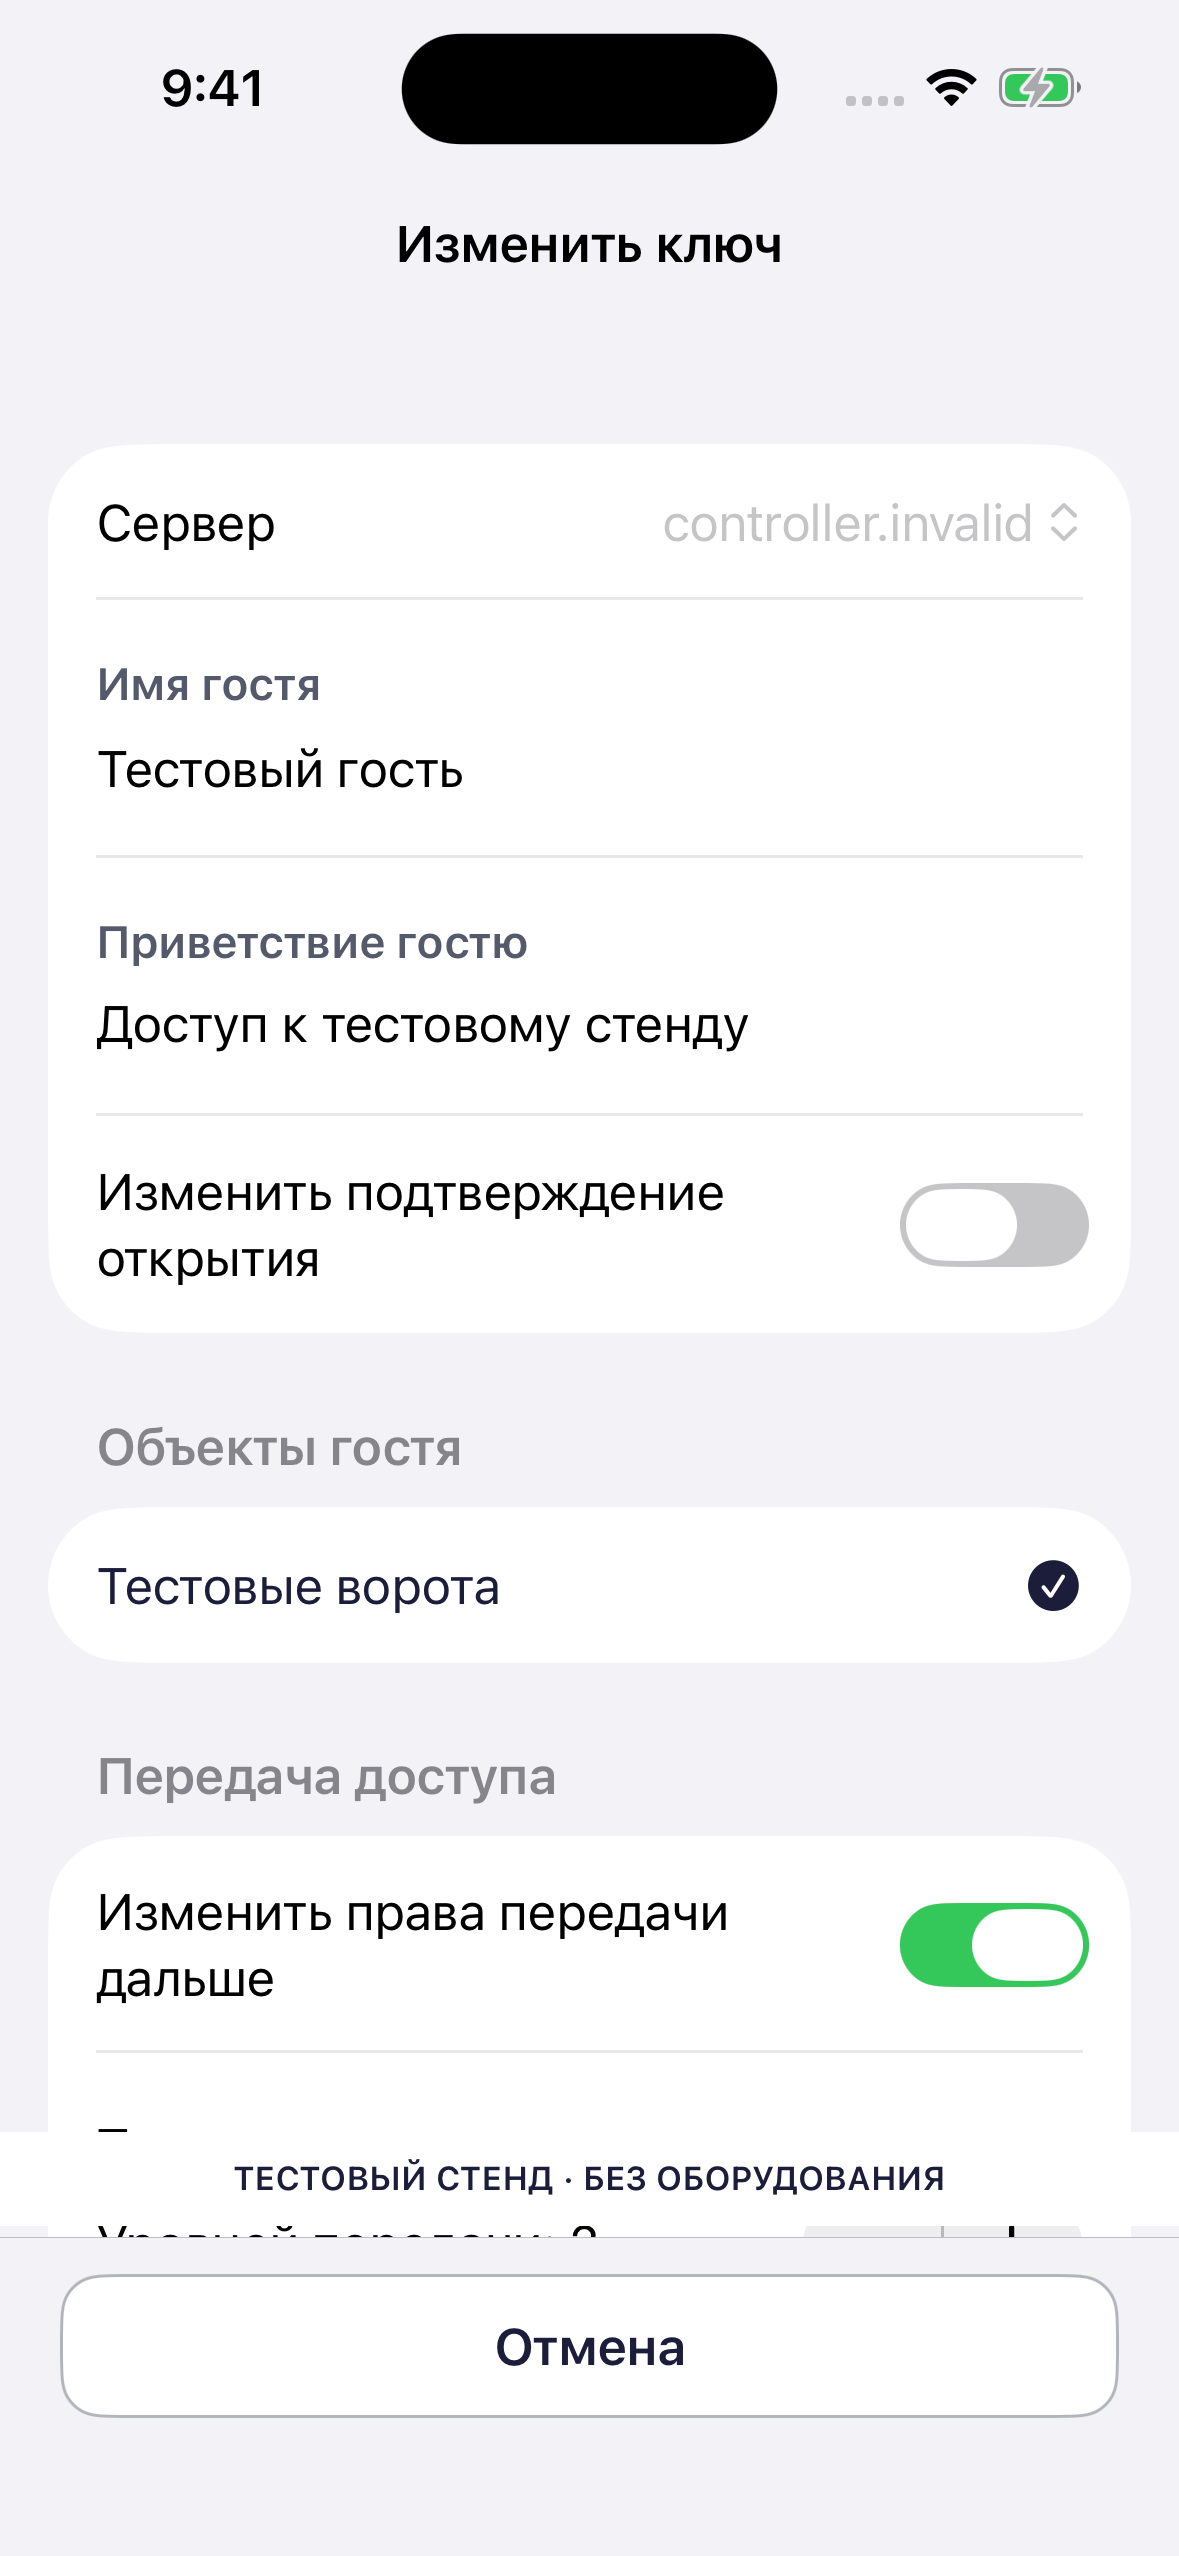 9:41
Изменить ключ
Сервер controller.invalid
Имя гостя
Тестовый гость
Приветствие гостю
Доступ к тестовому стенду
Изменить подтверждение
открытия
Объекты гостя
Тестовые ворота
Передача доступа
Изменить права передачи
дальше
ТЕСТОВЫЙ СТЕНД · БЕЗ ОБОРУДОВАНИЯ
Отмена